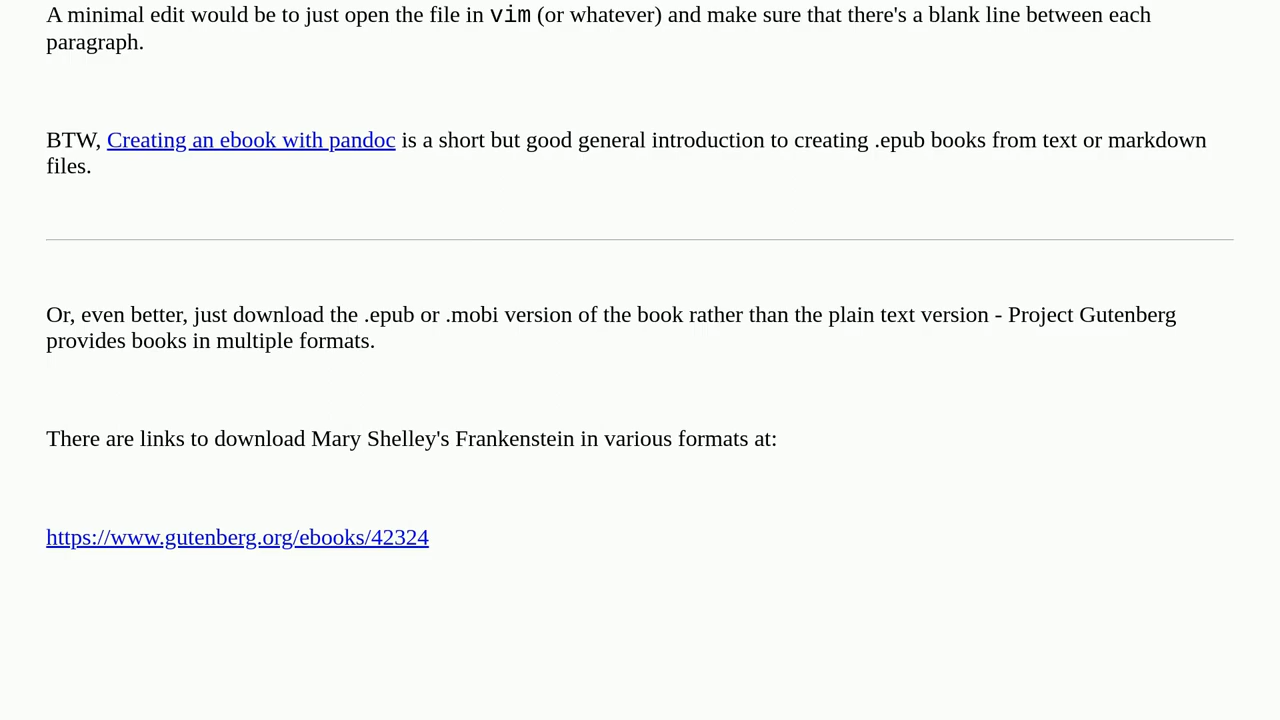 A minimal edit would be to just open the file in vim (or whatever) and make sure that there's a blank line between each
paragraph.
BTW, Creating an ebook with pandoc is a short but good general introduction to creating .epub books from text or markdown
files.
Or, even better, just download the .epub or .mobi version of the book rather than the plain text version - Project Gutenberg
provides books in multiple formats.
There are links to download Mary Shelley's Frankenstein in various formats at:
https://www.gutenberg.org/ebooks/42324